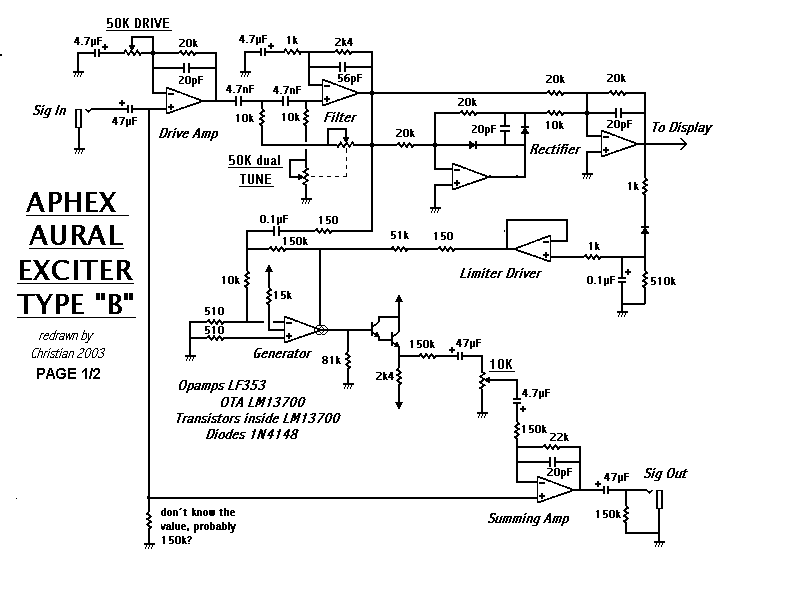 50K DRIVE
4.7µF
20k
20pF
4.7µF
1k
2k4
56pF
Sig In
47µF
Drive Amp
4.7nF
4.7nF
10k
10k
Filter
50K dual
TUNE
20k
20k
20pF
10k
Rectifier
20k
20k
20pF
To Display
1k
APHEX
AURAL
EXCITER
TYPE "B"
redrawn by
Christian 2003
PAGE 1/2
0.1µF
150
150k
51k
150
Limiter Driver
1k
0.1µF
510k
10k
15k
510
510
Generator
81k
2k4
150k
47µF
10K
4.7µF
150k
Opamps LF353
OTA LM13700
Transistors inside LM13700
Diodes 1N4148
22k
20pF
Summing Amp
47µF
Sig Out
150k
don't know the
value, probably
150k?